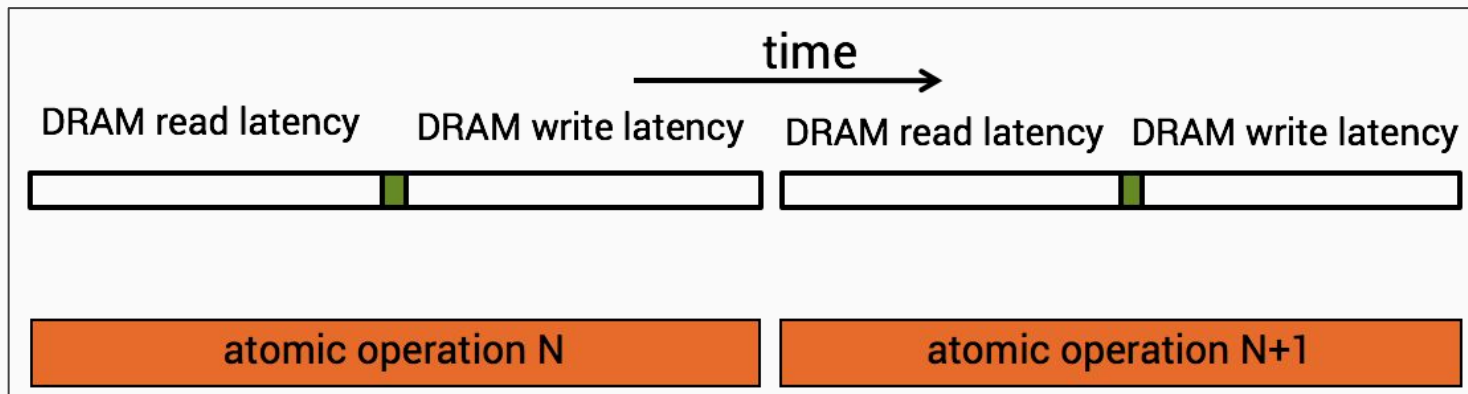 time
DRAM read latency DRAM write latency DRAM read latency DRAM write latency
atomic operation N atomic operation N+1